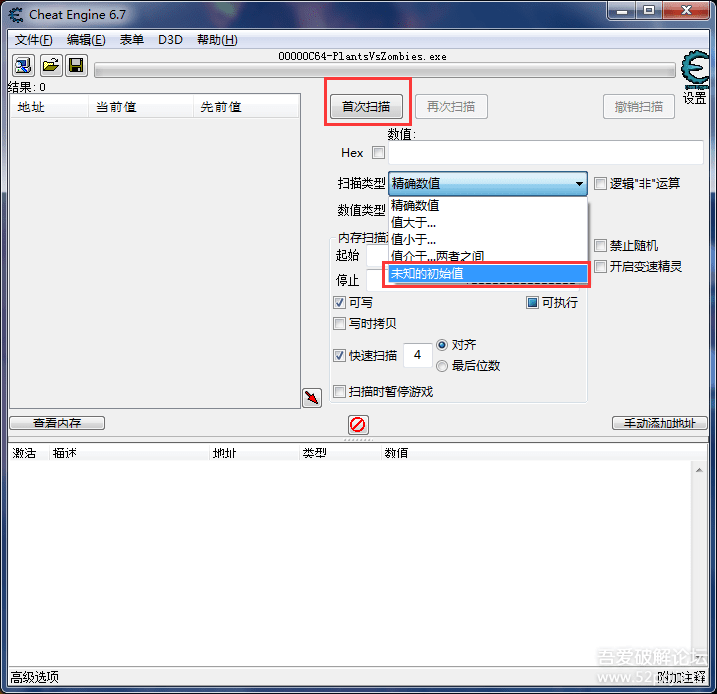 Cheat Engine 6.7
文件(F) 编辑(E) 表单 D3D 帮助(H)
00000C64-PlantsVsZombies.exe
结果: 0
设置
地址 当前值 先前值
首次扫描 再次扫描 撤销扫描
数值:
Hex
扫描类型 精确数值 逻辑"非"运算
数值类型 精确数值
值大于...
值小于...
内存扫描
值介于...两者之间
禁止随机
起始
未知的初始值
开启变速精灵
停止
可写 可执行
写时拷贝
快速扫描 4 对齐
最后位数
扫描时暂停游戏
查看内存 手动添加地址
激活 描述 地址 类型 数值
吾爱破解论坛
高级选项 附加注释